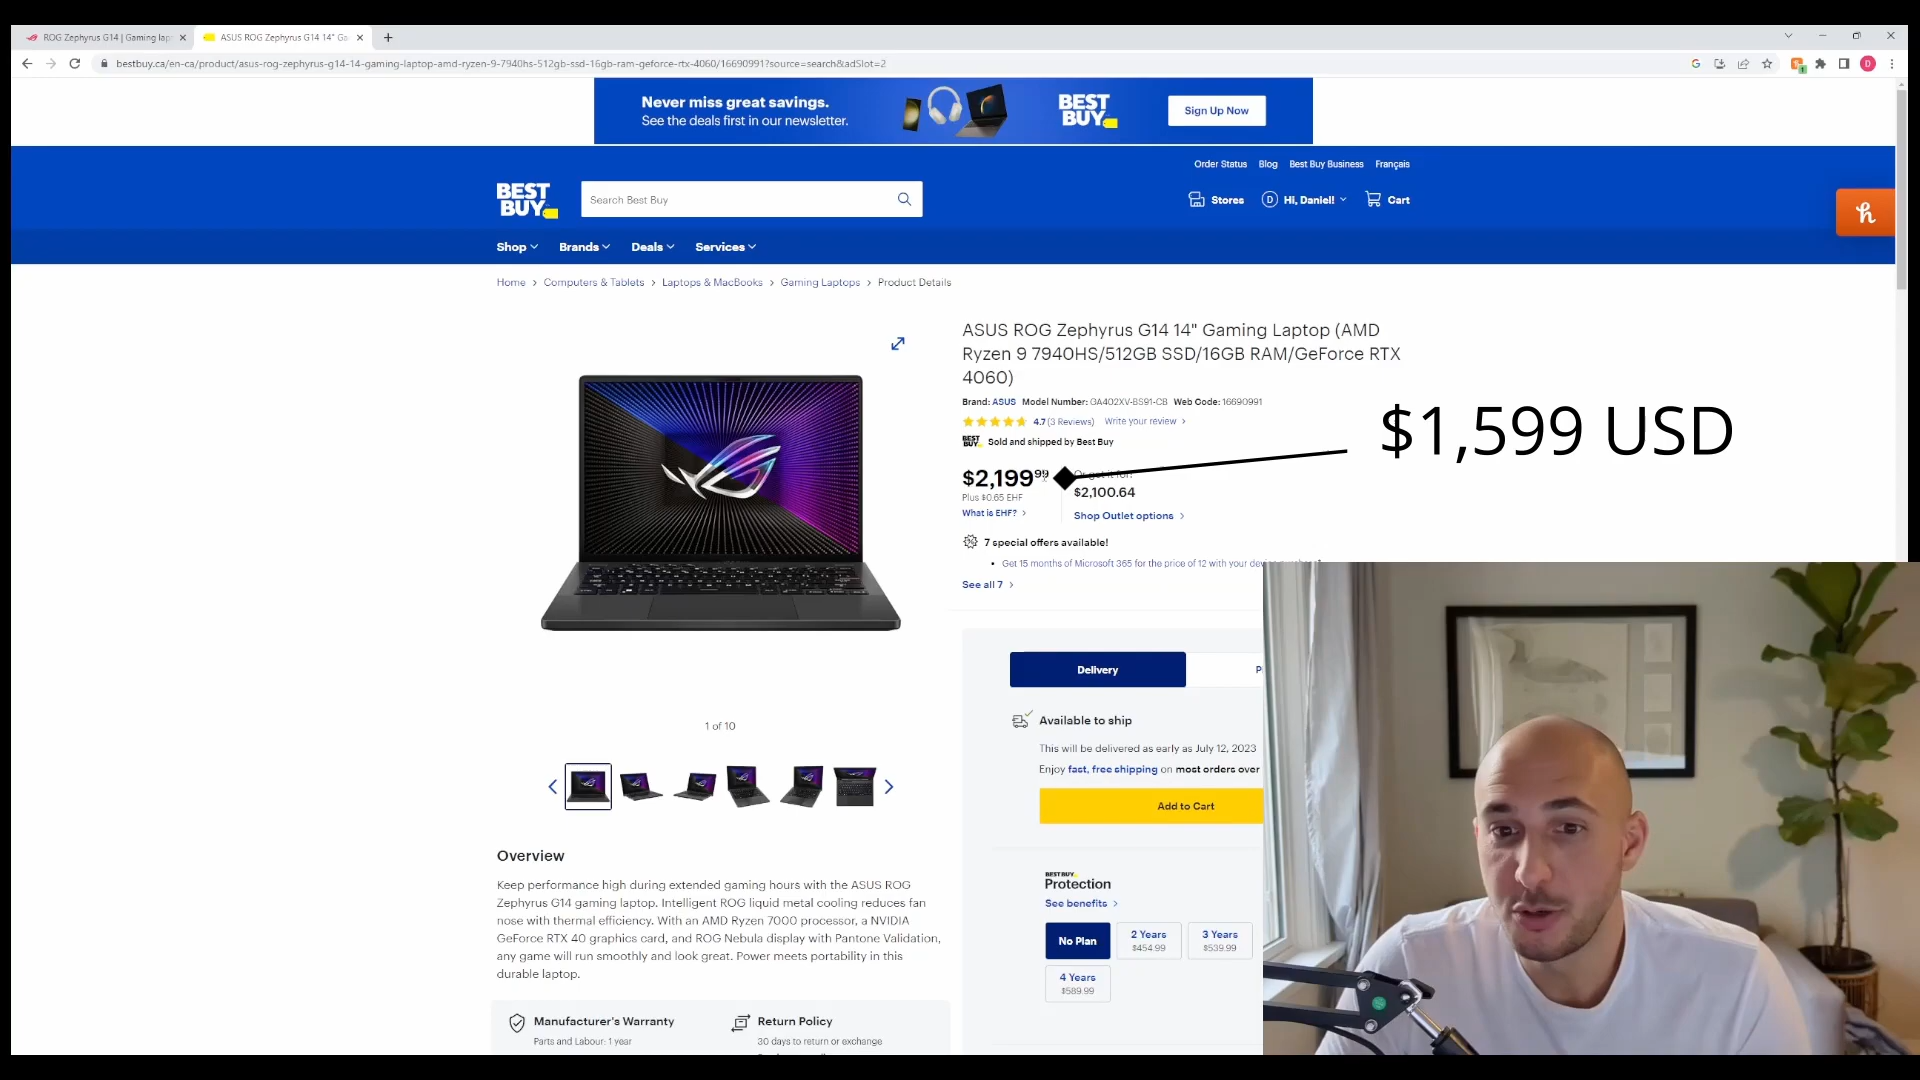 ROG Zephyrus G14 | Gaming lap
ASUS ROG Zephyrus G14 14" Ga
bestbuy.ca/en-ca/product/asus-rog-zephyrus-g14-14-gaming-laptop-amd-ryzen-9-7940hs-512gb-ssd-16gb-ram-geforce-rtx-4060/16690991?source=search&adSlot=2
D
Never miss great savings.
See the deals first in our newsletter.
BEST
BUY
Sign Up Now
Order Status Blog Best Buy Business Français
BEST
BUY
Search Best Buy
Stores
D Hi, Daniel!
Cart
h
Shop Brands Deals Services
Home > Computers & Tablets > Laptops & MacBooks > Gaming Laptops > Product Details
ASUS ROG Zephyrus G14 14" Gaming Laptop (AMD
Ryzen 9 7940HS/512GB SSD/16GB RAM/GeForce RTX
4060)
Brand: ASUS Model Number: GA402XV-BS91-CB Web Code: 16690991
4.7 (3 Reviews) Write your review >
BEST
BUY
Sold and shipped by Best Buy
$1,599 USD
$2,199.99
Or get it for:
$2,100.64
Plus $0.65 EHF
What is EHF? >
Shop Outlet options >
7 special offers available!
• Get 15 months of Microsoft 365 for the price of 12 with your
See all 7 >
Delivery
Available to ship
This will be delivered as early as July 12, 2023
Enjoy fast, free shipping on most orders over
Add to Cart
1 of 10
BEST BUY
Protection
See benefits >
No Plan
2 Years
$454.99
3 Years
$539.99
4 Years
$589.99
Overview
Keep performance high during extended gaming hours with the ASUS ROG
Zephyrus G14 gaming laptop. Intelligent ROG liquid metal cooling reduces fan
nose with thermal efficiency. With an AMD Ryzen 7000 processor, a NVIDIA
GeForce RTX 40 graphics card, and ROG Nebula display with Pantone Validation,
any game will run smoothly and look great. Power meets portability in this
durable laptop.
Manufacturer's Warranty
Parts and Labour: 1 year
Return Policy
30 days to return or exchange